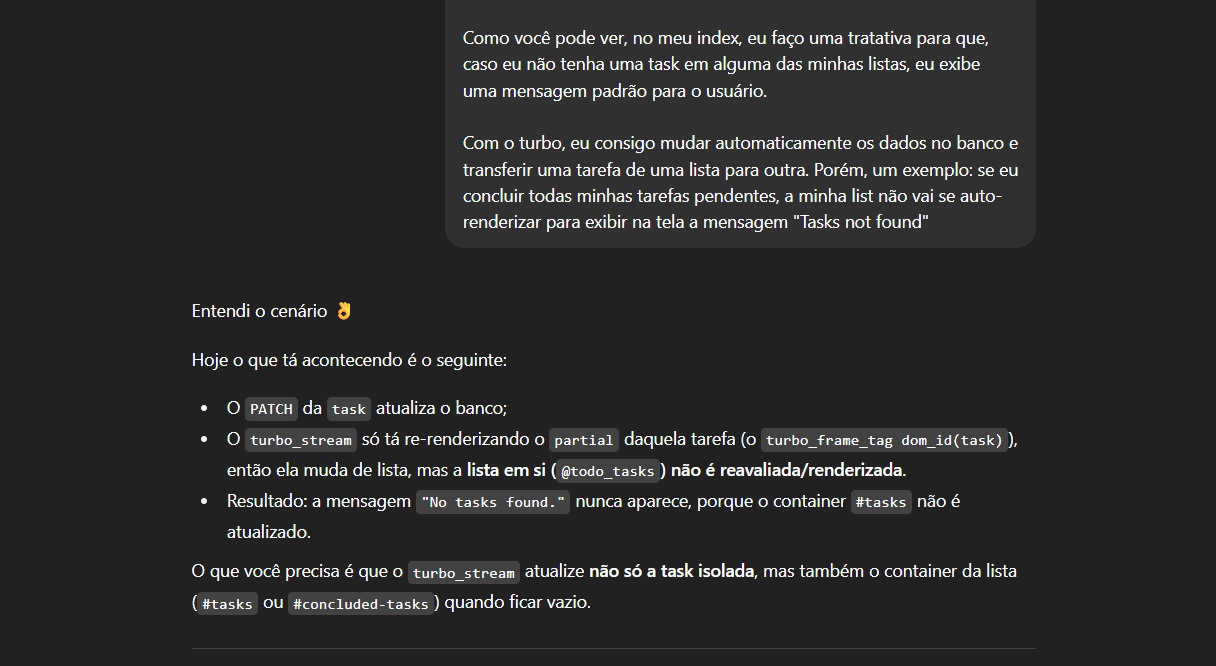 Como você pode ver, no meu index, eu faço uma tratativa para que,
caso eu não tenha uma task em alguma das minhas listas, eu exibe
uma mensagem padrão para o usuário.
Com o turbo, eu consigo mudar automaticamente os dados no banco e
transferir uma tarefa de uma lista para outra. Porém, um exemplo: se eu
concluir todas minhas tarefas pendentes, a minha list não vai se auto-
renderizar para exibir na tela a mensagem "Tasks not found"
Entendi o cenário 👌
Hoje o que tá acontecendo é o seguinte:
• O PATCH da task atualiza o banco;
• O turbo_stream só tá re-renderizando o partial daquela tarefa (o turbo_frame_tag dom_id(task)),
então ela muda de lista, mas a lista em si (@todo_tasks) não é reavaliada/renderizada.
• Resultado: a mensagem "No tasks found." nunca aparece, porque o container #tasks não é
atualizado.
O que você precisa é que o turbo_stream atualize não só a task isolada, mas também o container da lista
(#tasks ou #concluded-tasks) quando ficar vazio.